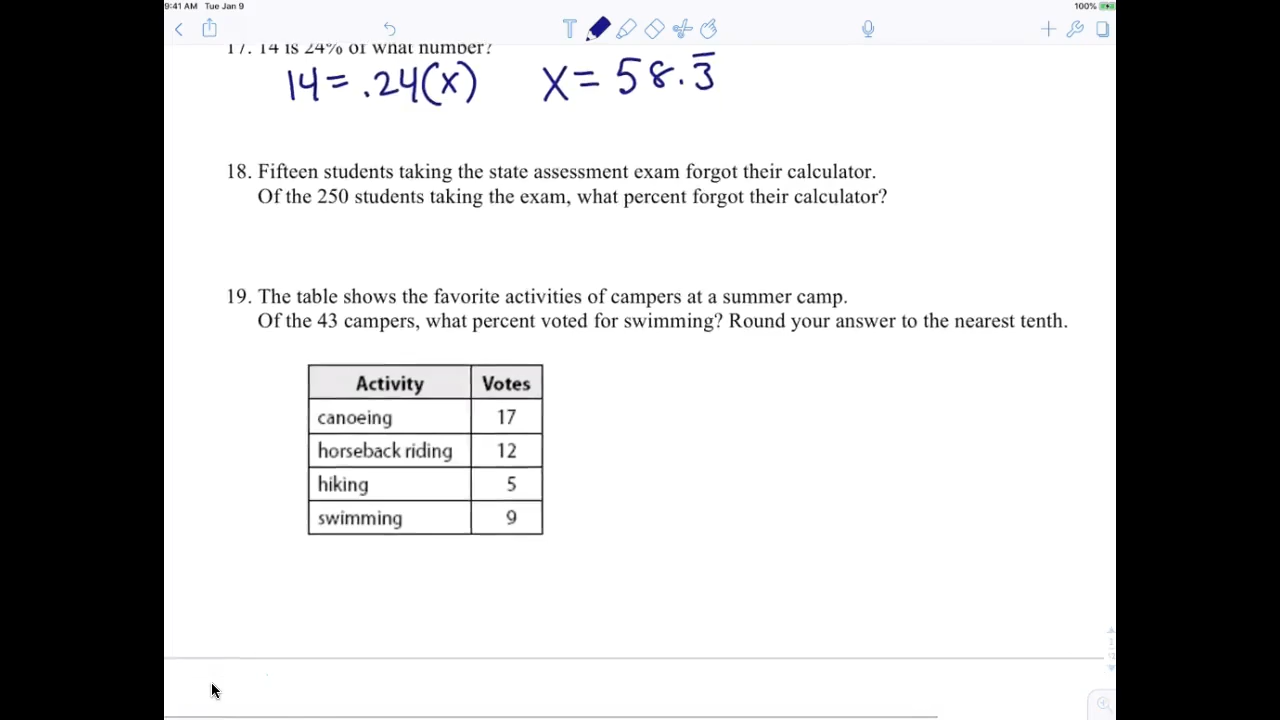 9:41 AM Tue Jan 9
100%
17. 14 is 24% of what number?
14 = .24(x) x = 58.3̅
18. Fifteen students taking the state assessment exam forgot their calculator.
Of the 250 students taking the exam, what percent forgot their calculator?
19. The table shows the favorite activities of campers at a summer camp.
Of the 43 campers, what percent voted for swimming? Round your answer to the nearest tenth.
Activity Votes
canoeing 17
horseback riding 12
hiking 5
swimming 9